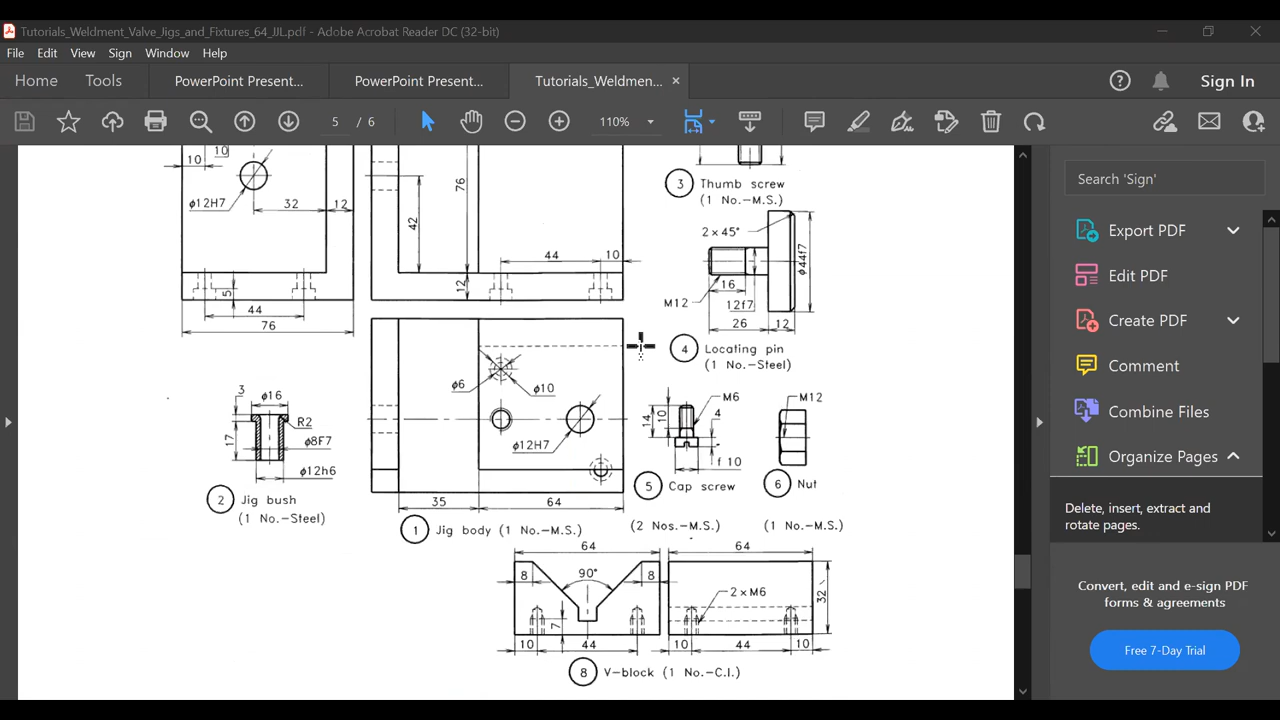 Tutorials_Weldment_Valve_Jigs_and_Fixtures_64_JJL.pdf - Adobe Acrobat Reader DC (32-bit)
File Edit View Sign Window Help
Home Tools PowerPoint Present... PowerPoint Present... Tutorials_Weldmen... × Sign In
5 / 6 110%
10 10
φ12H7
32 12
5
44
76
76
42
44 10
12
3 Thumb screw
(1 No.–M.S.)
2 × 45°
φ44f7
16
M12
12f7
26 12
4 Locating pin
(1 No.–Steel)
φ6 φ10
φ12H7
35 64
1 Jig body (1 No.–M.S.)
3 φ16
R2
17
φ8F7
φ12h6
2 Jig bush
(1 No.–Steel)
M6
14 10 4
f 10
5 Cap screw
(2 Nos.–M.S.)
M12
6 Nut
(1 No.–M.S.)
64 64
8 90° 8
2 × M6
32
7
10 44 10 44 10
8 V–block (1 No.–C.I.)
Search 'Sign'
Export PDF
Edit PDF
Create PDF
Comment
Combine Files
Organize Pages
Delete, insert, extract and
rotate pages.
Convert, edit and e-sign PDF
forms & agreements
Free 7-Day Trial